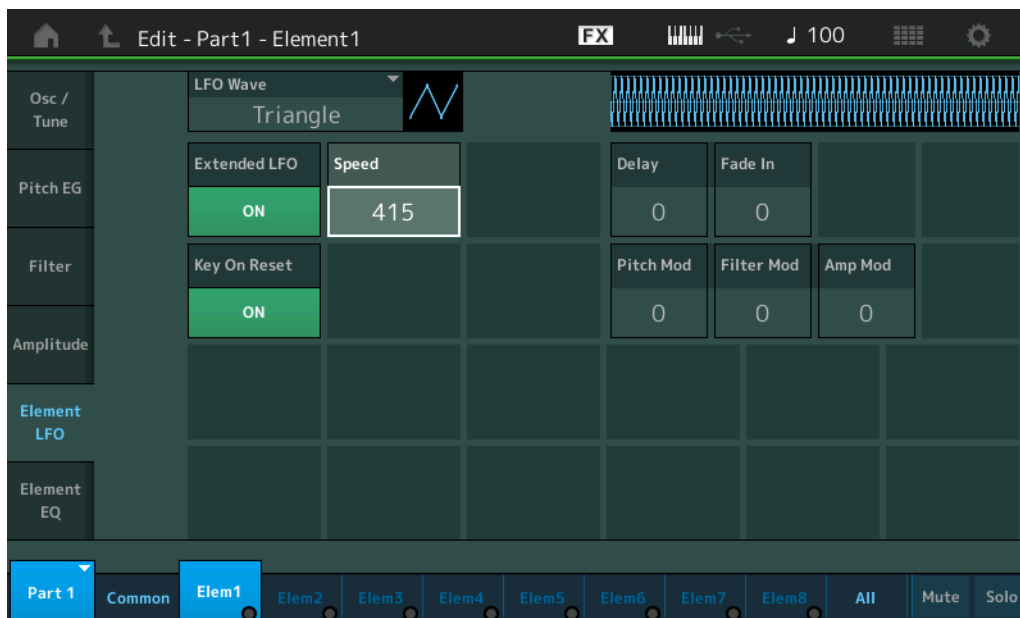 Edit - Part1 - Element1
FX
♩ 100
Osc / Tune
LFO Wave
Triangle
Extended LFO
ON
Speed
415
Delay
0
Fade In
0
Pitch EG
Filter
Key On Reset
ON
Pitch Mod
0
Filter Mod
0
Amp Mod
0
Amplitude
Element LFO
Element EQ
Part 1
Common
Elem1
Elem2
Elem3
Elem4
Elem5
Elem6
Elem7
Elem8
All
Mute
Solo